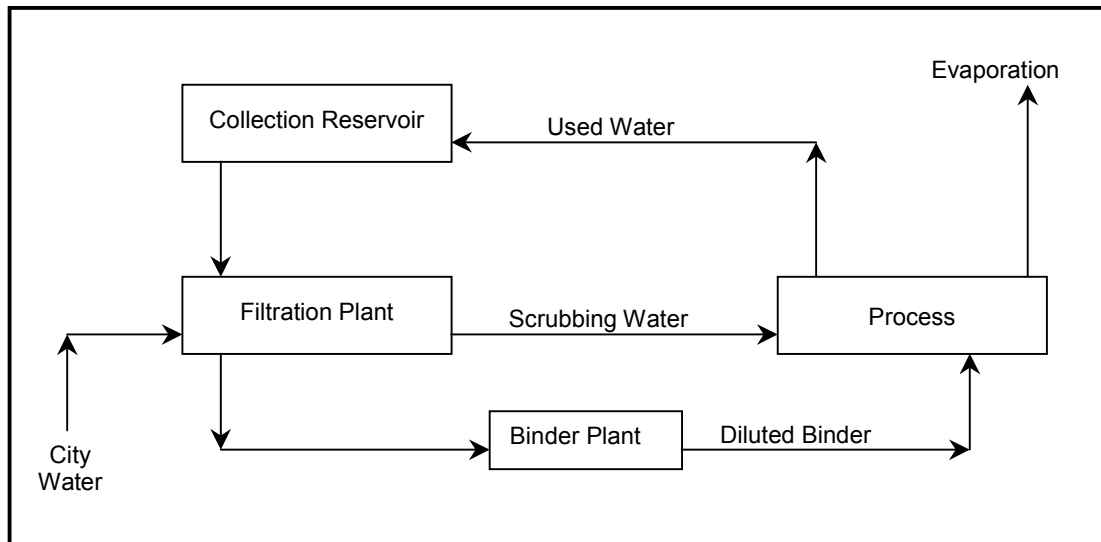 Evaporation
Collection Reservoir
Used Water
Filtration Plant
Scrubbing Water
Process
Binder Plant
Diluted Binder
City
Water